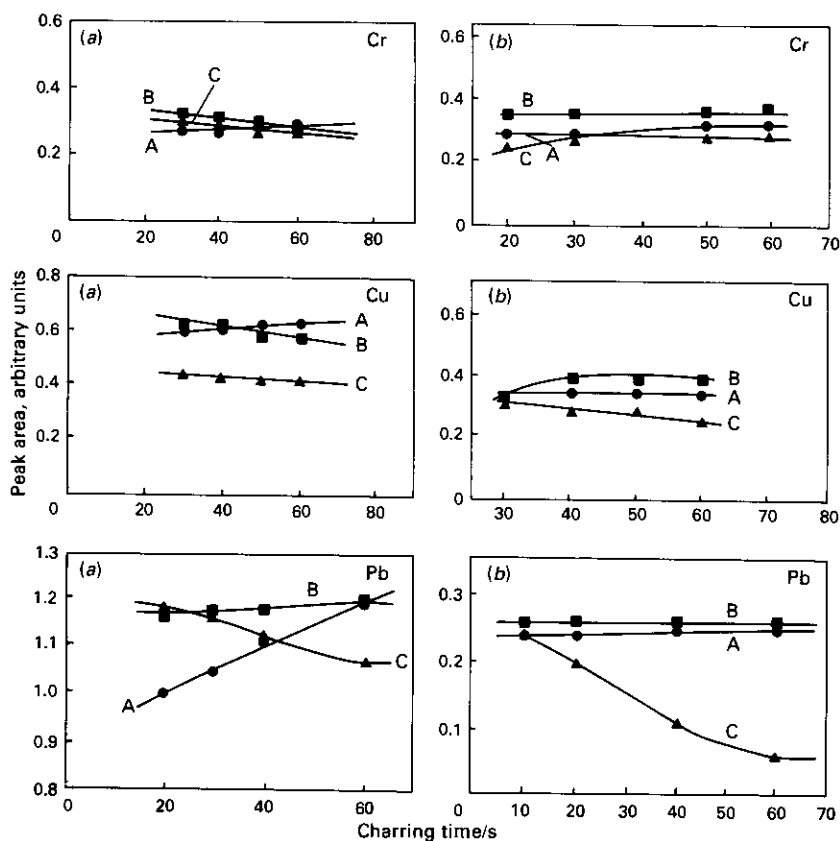 0.6 (a) Cr
0.4
0.2
B
C
A
0 20 40 60 80
0.6 (b) Cr
0.4
0.2
0
B
A
C
20 30 40 50 60 70
0.8 (a) Cu
0.6
0.4
0.2
0 20 40 60 80
A
B
C
0.6 (b) Cu
0.4
0.2
0
B
A
C
30 40 50 60 70 80
Peak area, arbitrary units
1.3 (a) Pb
1.2
1.1
1.0
0.9
0.8
B
C
A
0 20 40 60
0.3 (b) Pb
0.2
0.1
B
A
C
0 10 20 30 40 50 60 70
Charring time/s